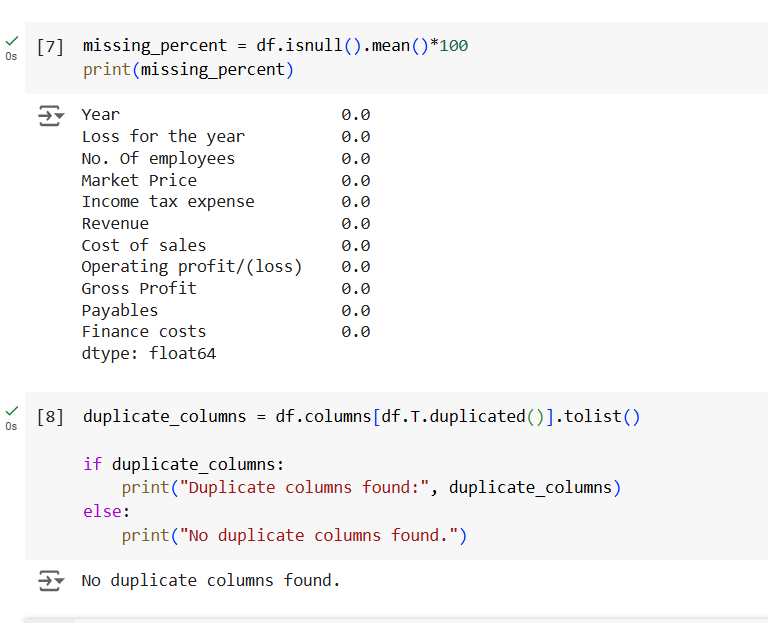 [7] missing_percent = df.isnull().mean()*100
0s
print(missing_percent)
Year 0.0
Loss for the year 0.0
No. Of employees 0.0
Market Price 0.0
Income tax expense 0.0
Revenue 0.0
Cost of sales 0.0
Operating profit/(loss) 0.0
Gross Profit 0.0
Payables 0.0
Finance costs 0.0
dtype: float64
[8] duplicate_columns = df.columns[df.T.duplicated()].tolist()
0s
if duplicate_columns:
    print("Duplicate columns found:", duplicate_columns)
else:
    print("No duplicate columns found.")
No duplicate columns found.